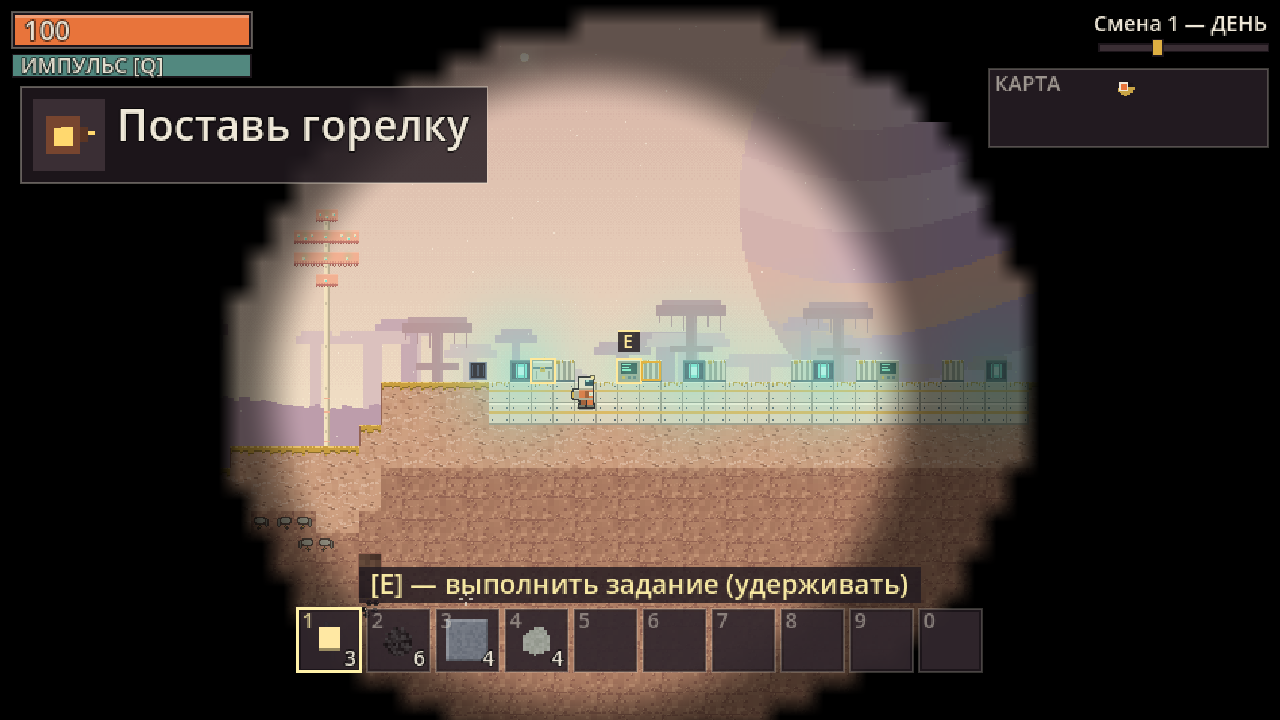 100
ИМПУЛЬС [Q]
Поставь горелку
Смена 1 — ДЕНЬ
КАРТА
E
[E] — выполнить задание (удерживать)
1 2 3 4 5 6 7 8 9 0
3 6 4 4